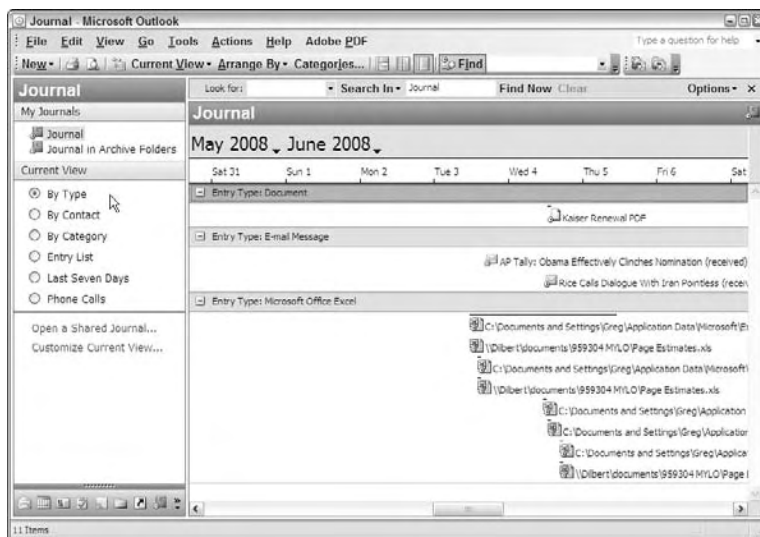 Journal - Microsoft Outlook
File Edit View Go Tools Actions Help Adobe PDF Type a question for help
New Current View Arrange By Categories... Find
Journal
Look for: Search In Journal Find Now Clear Options
My Journals
Journal
Journal
Journal in Archive Folders
May 2008 June 2008
Current View
Sat 31 Sun 1 Mon 2 Tue 3 Wed 4 Thu 5 Fri 6 Sat
By Type
Entry Type: Document
By Contact
Kaiser Renewal PDF
By Category
Entry Type: E-mail Message
Entry List
AP Tally: Obama Effectively Clinches Nomination (received)
Last Seven Days
Rice Calls Dialogue With Iran Pointless (receiv
Phone Calls
Entry Type: Microsoft Office Excel
Open a Shared Journal...
C:\Documents and Settings\Greg\Application Data\Microsoft\E
Customize Current View...
\\Dilbert\documents\959304 MYLO\Page Estimates.xls
C:\Documents and Settings\Greg\Application Data\Microsoft\
\\Dilbert\documents\959304 MYLO\Page Estimates.xls
C:\Documents and Settings\Greg\Application
C:\Documents and Settings\Greg\Application
C:\Documents and Settings\Greg\Applica
\\Dilbert\documents\959304 MYLO\Page
11 Items